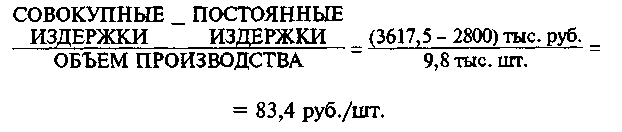 СОВОКУПНЫЕ _ ПОСТОЯННЫЕ
ИЗДЕРЖКИ ИЗДЕРЖКИ
ОБЪЕМ ПРОИЗВОДСТВА
= (3617,5 – 2800) тыс. руб. =
9,8 тыс. шт.
= 83,4 руб./шт.